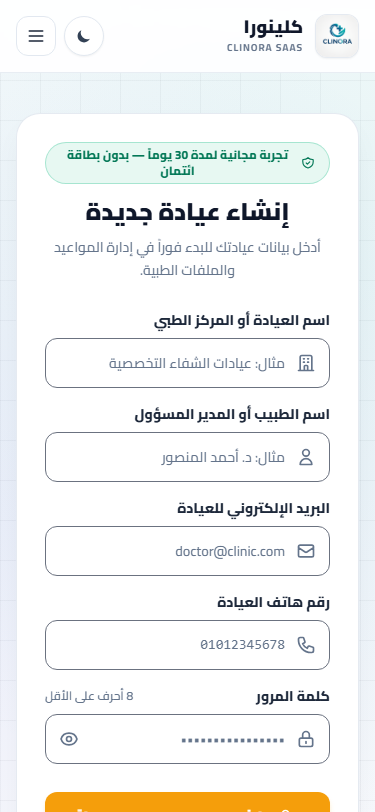 كلينورا
CLINORA SAAS
CLINORA
تجربة مجانية لمدة 30 يوماً — بدون بطاقة
ائتمان
إنشاء عيادة جديدة
أدخل بيانات عيادتك للبدء فوراً في إدارة المواعيد
والملفات الطبية.
اسم العيادة أو المركز الطبي
مثال: عيادات الشفاء التخصصية
اسم الطبيب أو المدير المسؤول
مثال: د. أحمد المنصور
البريد الإلكتروني للعيادة
doctor@clinic.com
رقم هاتف العيادة
01012345678
كلمة المرور
8 أحرف على الأقل